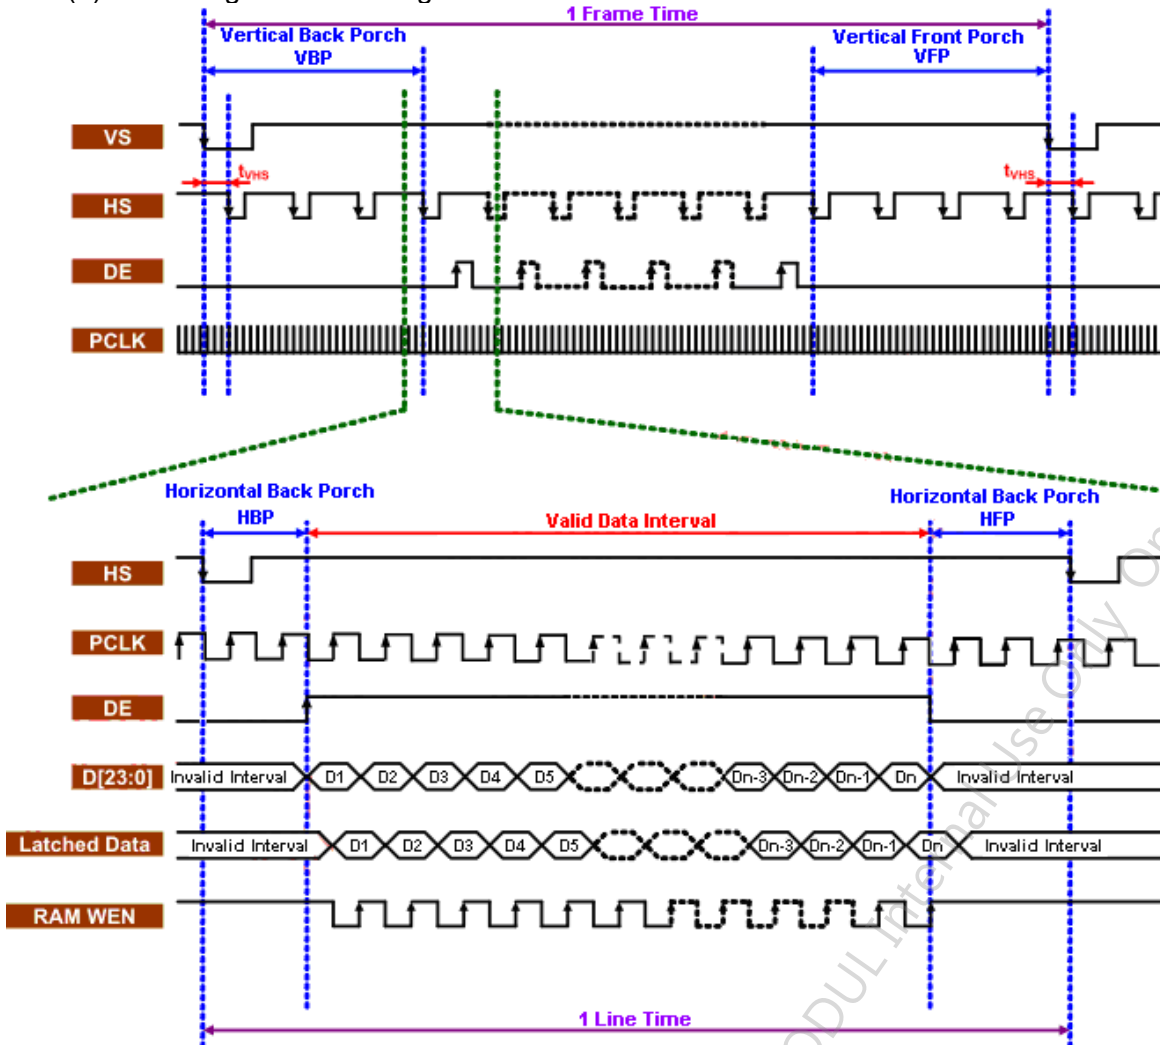 1 Frame Time
Vertical Back Porch
VBP
Vertical Front Porch
VFP
VS
tVHS
tVHS
HS
DE
PCLK
Horizontal Back Porch
HBP
Valid Data Interval
Horizontal Back Porch
HFP
HS
PCLK
DE
D[23:0] Invalid Interval D1 D2 D3 D4 D5 Dn-3 Dn-2 Dn-1 Dn Invalid Interval
Latched Data Invalid Interval D1 D2 D3 D4 D5 Dn-3 Dn-2 Dn-1 Dn Invalid Interval
RAM WEN
1 Line Time
Internal Use Only